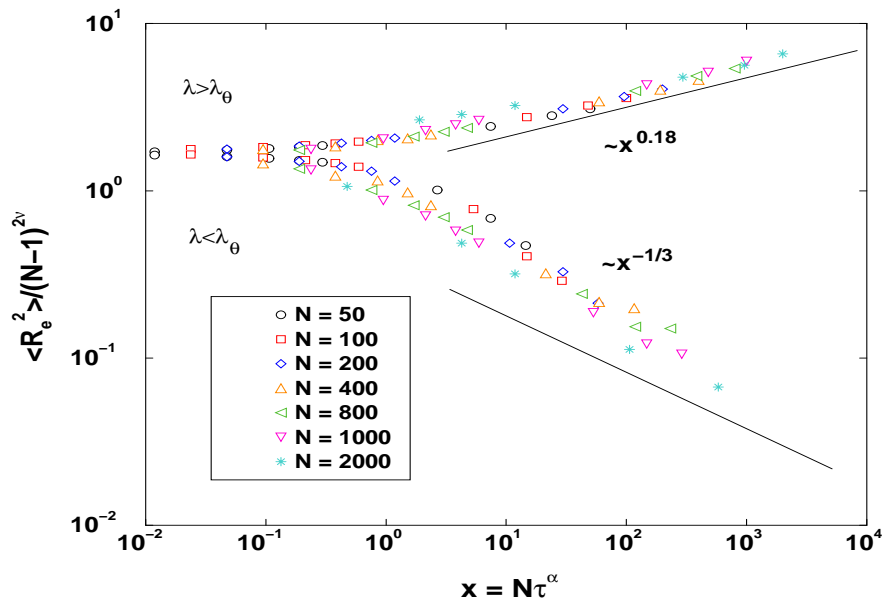 10^1
10^0
10^{-1}
10^{-2}
<R_e^2>/(N−1)^{2ν}
λ>λ_θ
λ<λ_θ
~x^{0.18}
~x^{−1/3}
N = 50
N = 100
N = 200
N = 400
N = 800
N = 1000
N = 2000
10^{-2} 10^{-1} 10^0 10^1 10^2 10^3 10^4
x = Nτ^α